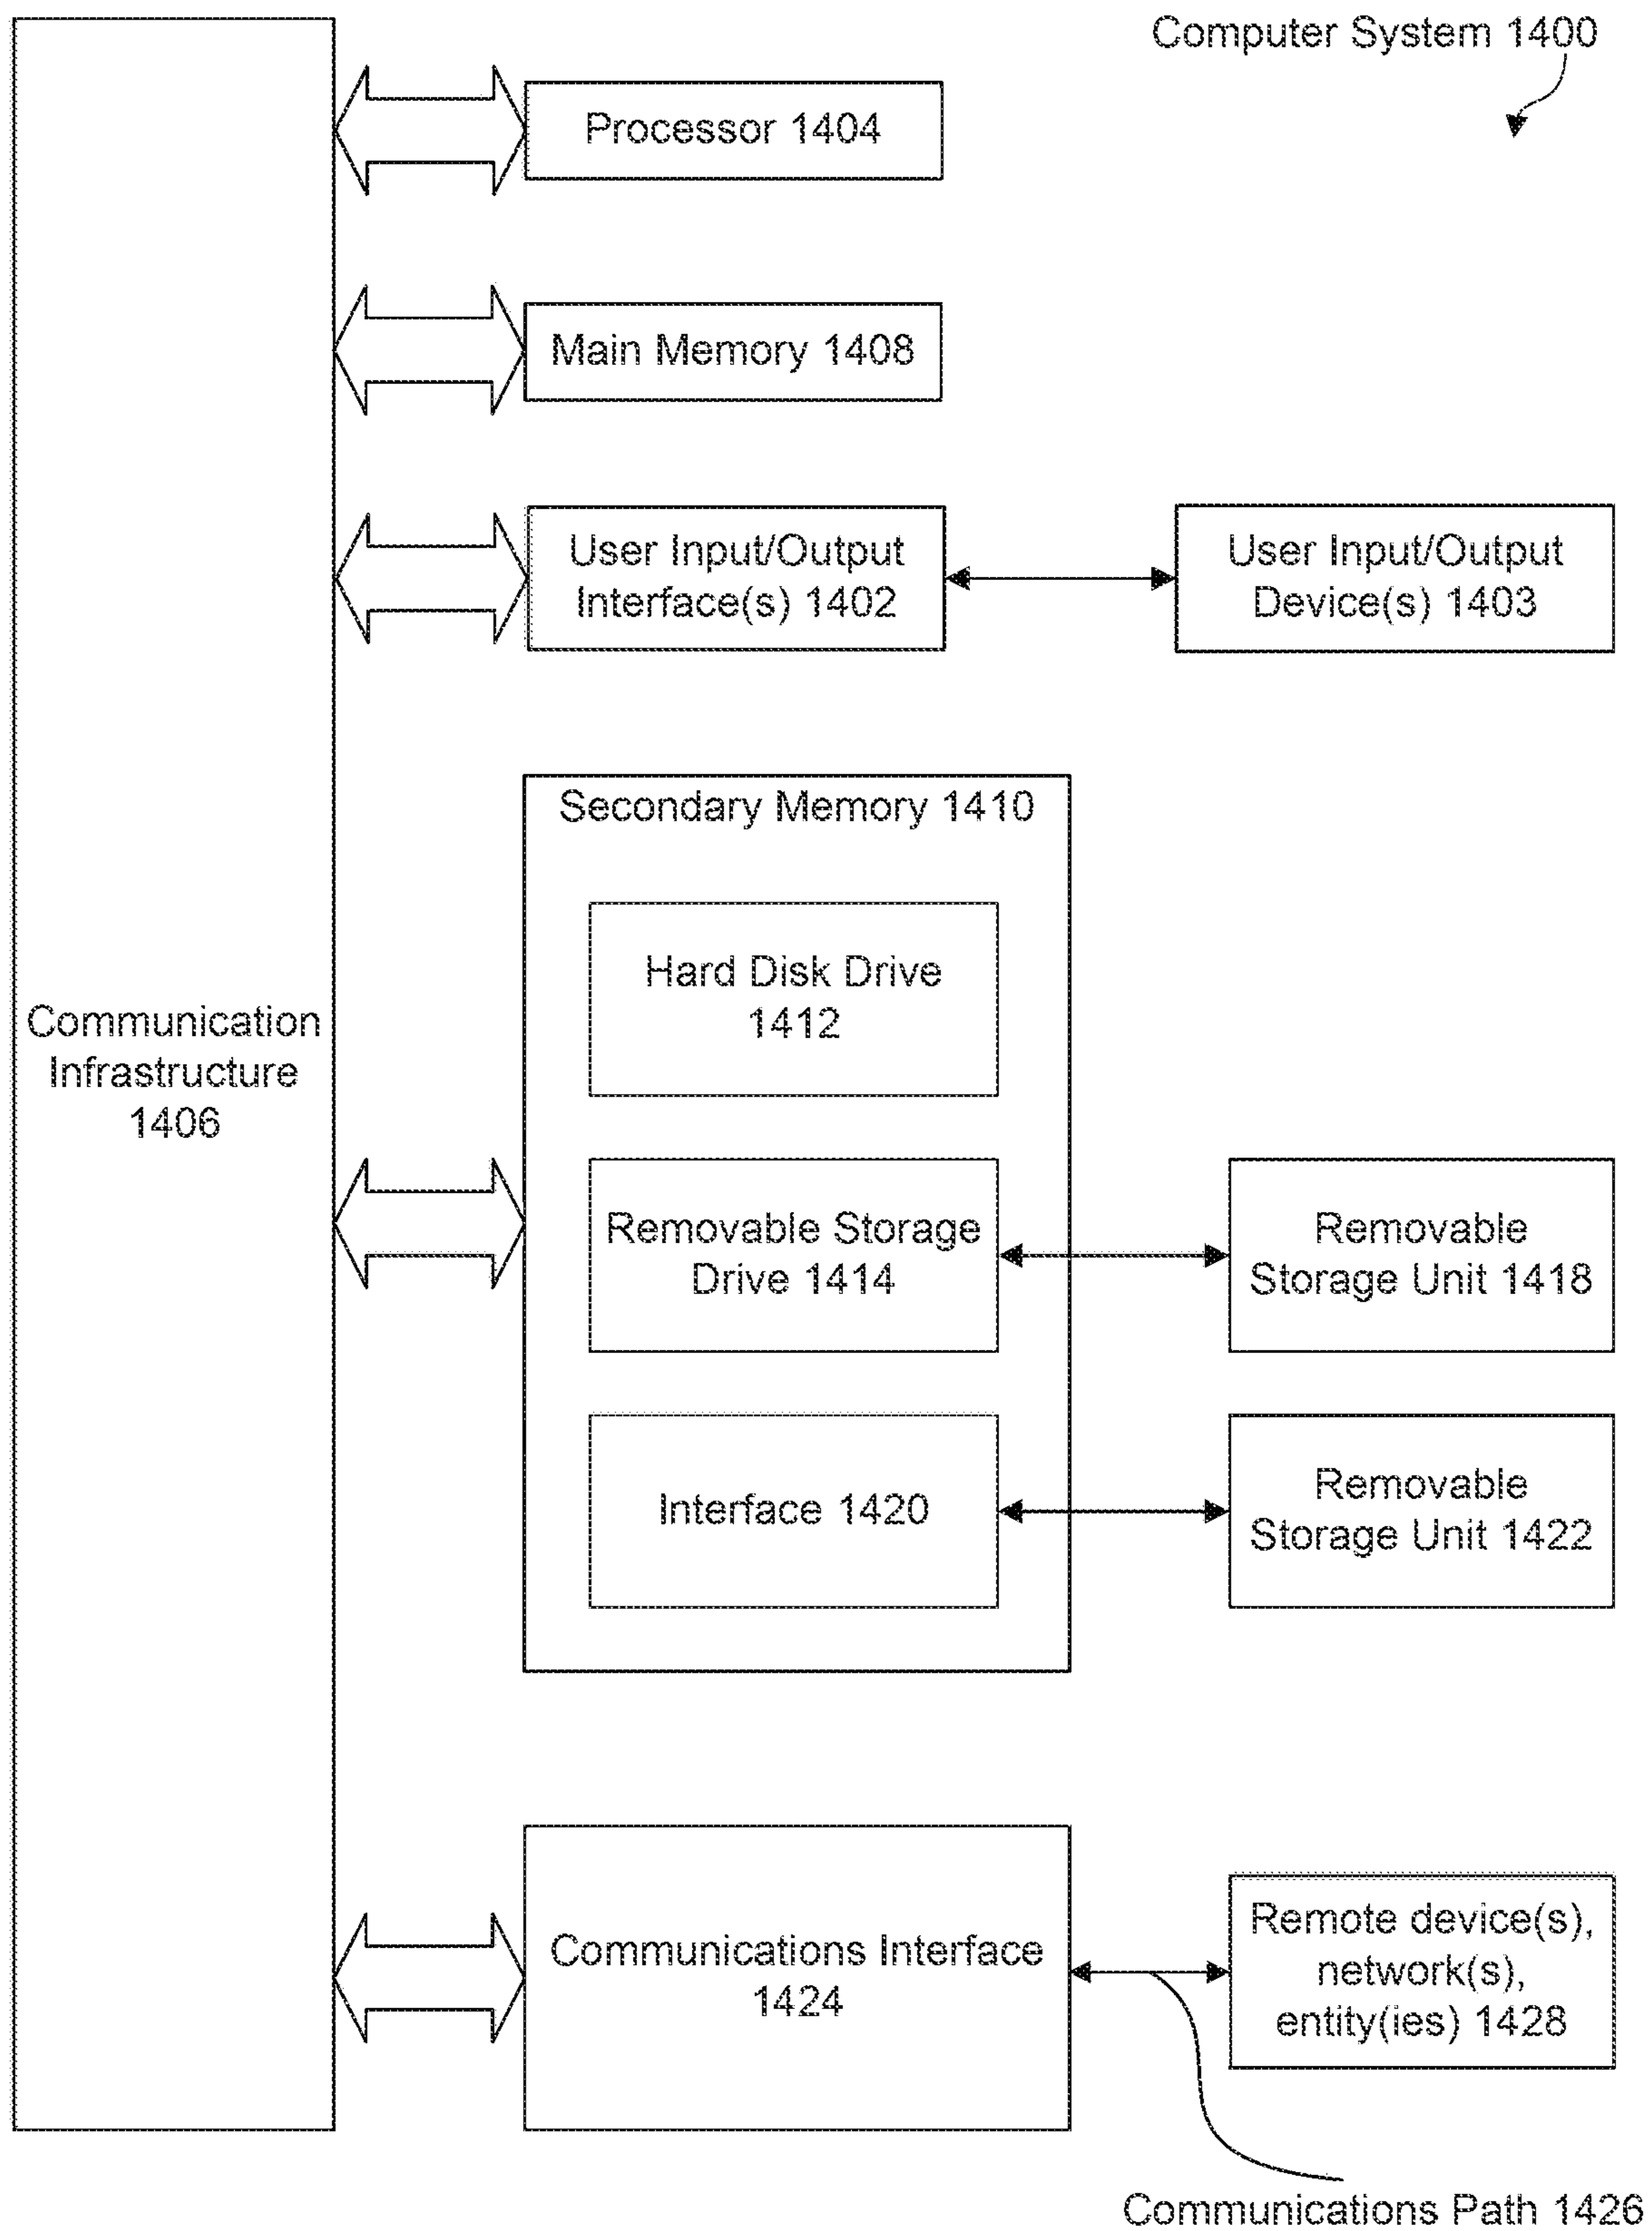 Computer System 1400
Processor 1404
Main Memory 1408
User Input/Output
Interface(s) 1402
User Input/Output
Device(s) 1403
Secondary Memory 1410
Hard Disk Drive
1412
Communication
Infrastructure
1406
Removable Storage
Drive 1414
Removable
Storage Unit 1418
Interface 1420
Removable
Storage Unit 1422
Communications Interface
1424
Remote device(s),
network(s),
entity(ies) 1428
Communications Path 1426